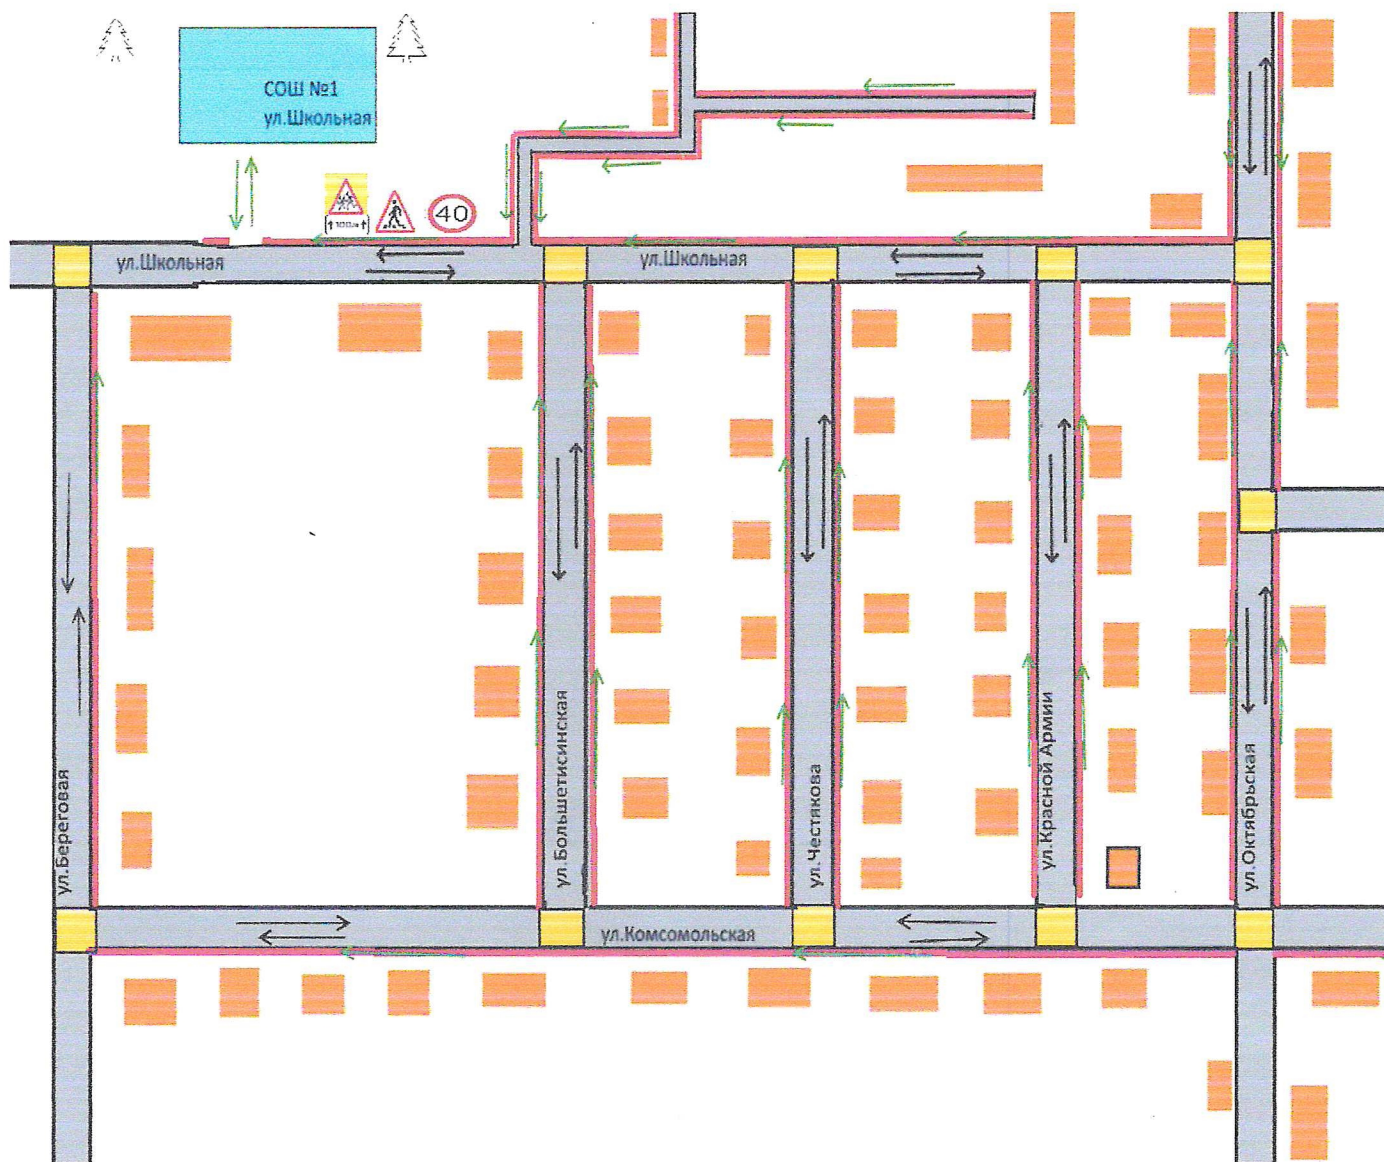 СОШ №1
ул.Школьная
↑100м↑
40
ул.Школьная
ул.Школьная
ул.Береговая
ул.Большетисинская
ул.Честякова
ул.Красной Армии
ул.Октябрьская
ул.Комсомольская